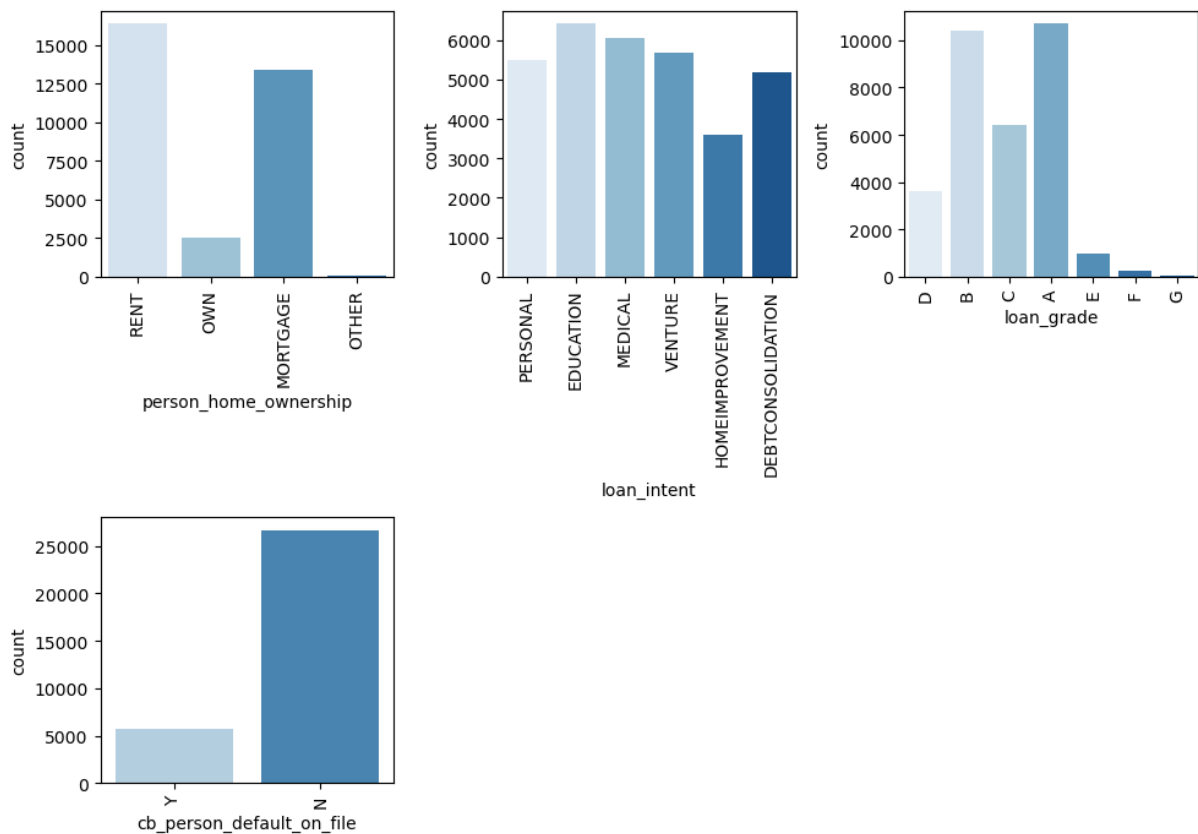 count
15000
12500
10000
7500
5000
2500
0
RENT
OWN
MORTGAGE
OTHER
person_home_ownership
count
6000
5000
4000
3000
2000
1000
0
PERSONAL
EDUCATION
MEDICAL
VENTURE
HOMEIMPROVEMENT
DEBTCONSOLIDATION
loan_intent
count
10000
8000
6000
4000
2000
0
D
B
C
A
E
F
G
loan_grade
count
25000
20000
15000
10000
5000
0
Y
N
cb_person_default_on_file